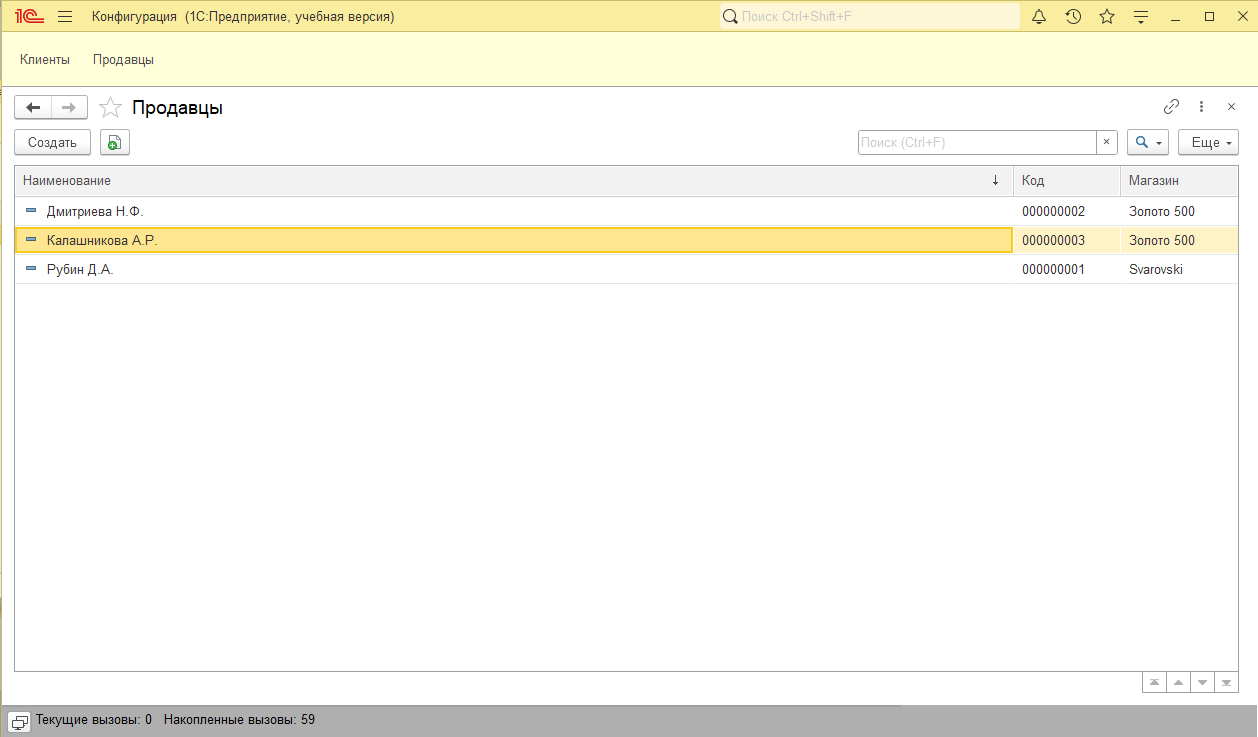 1С Конфигурация (1С:Предприятие, учебная версия) Поиск Ctrl+Shift+F
Клиенты Продавцы
Продавцы
Создать Поиск (Ctrl+F) × Еще
Наименование ↓ Код Магазин
Дмитриева Н.Ф. 000000002 Золото 500
Калашникова А.Р. 000000003 Золото 500
Рубин Д.А. 000000001 Svarovski
Текущие вызовы: 0 Накопленные вызовы: 59